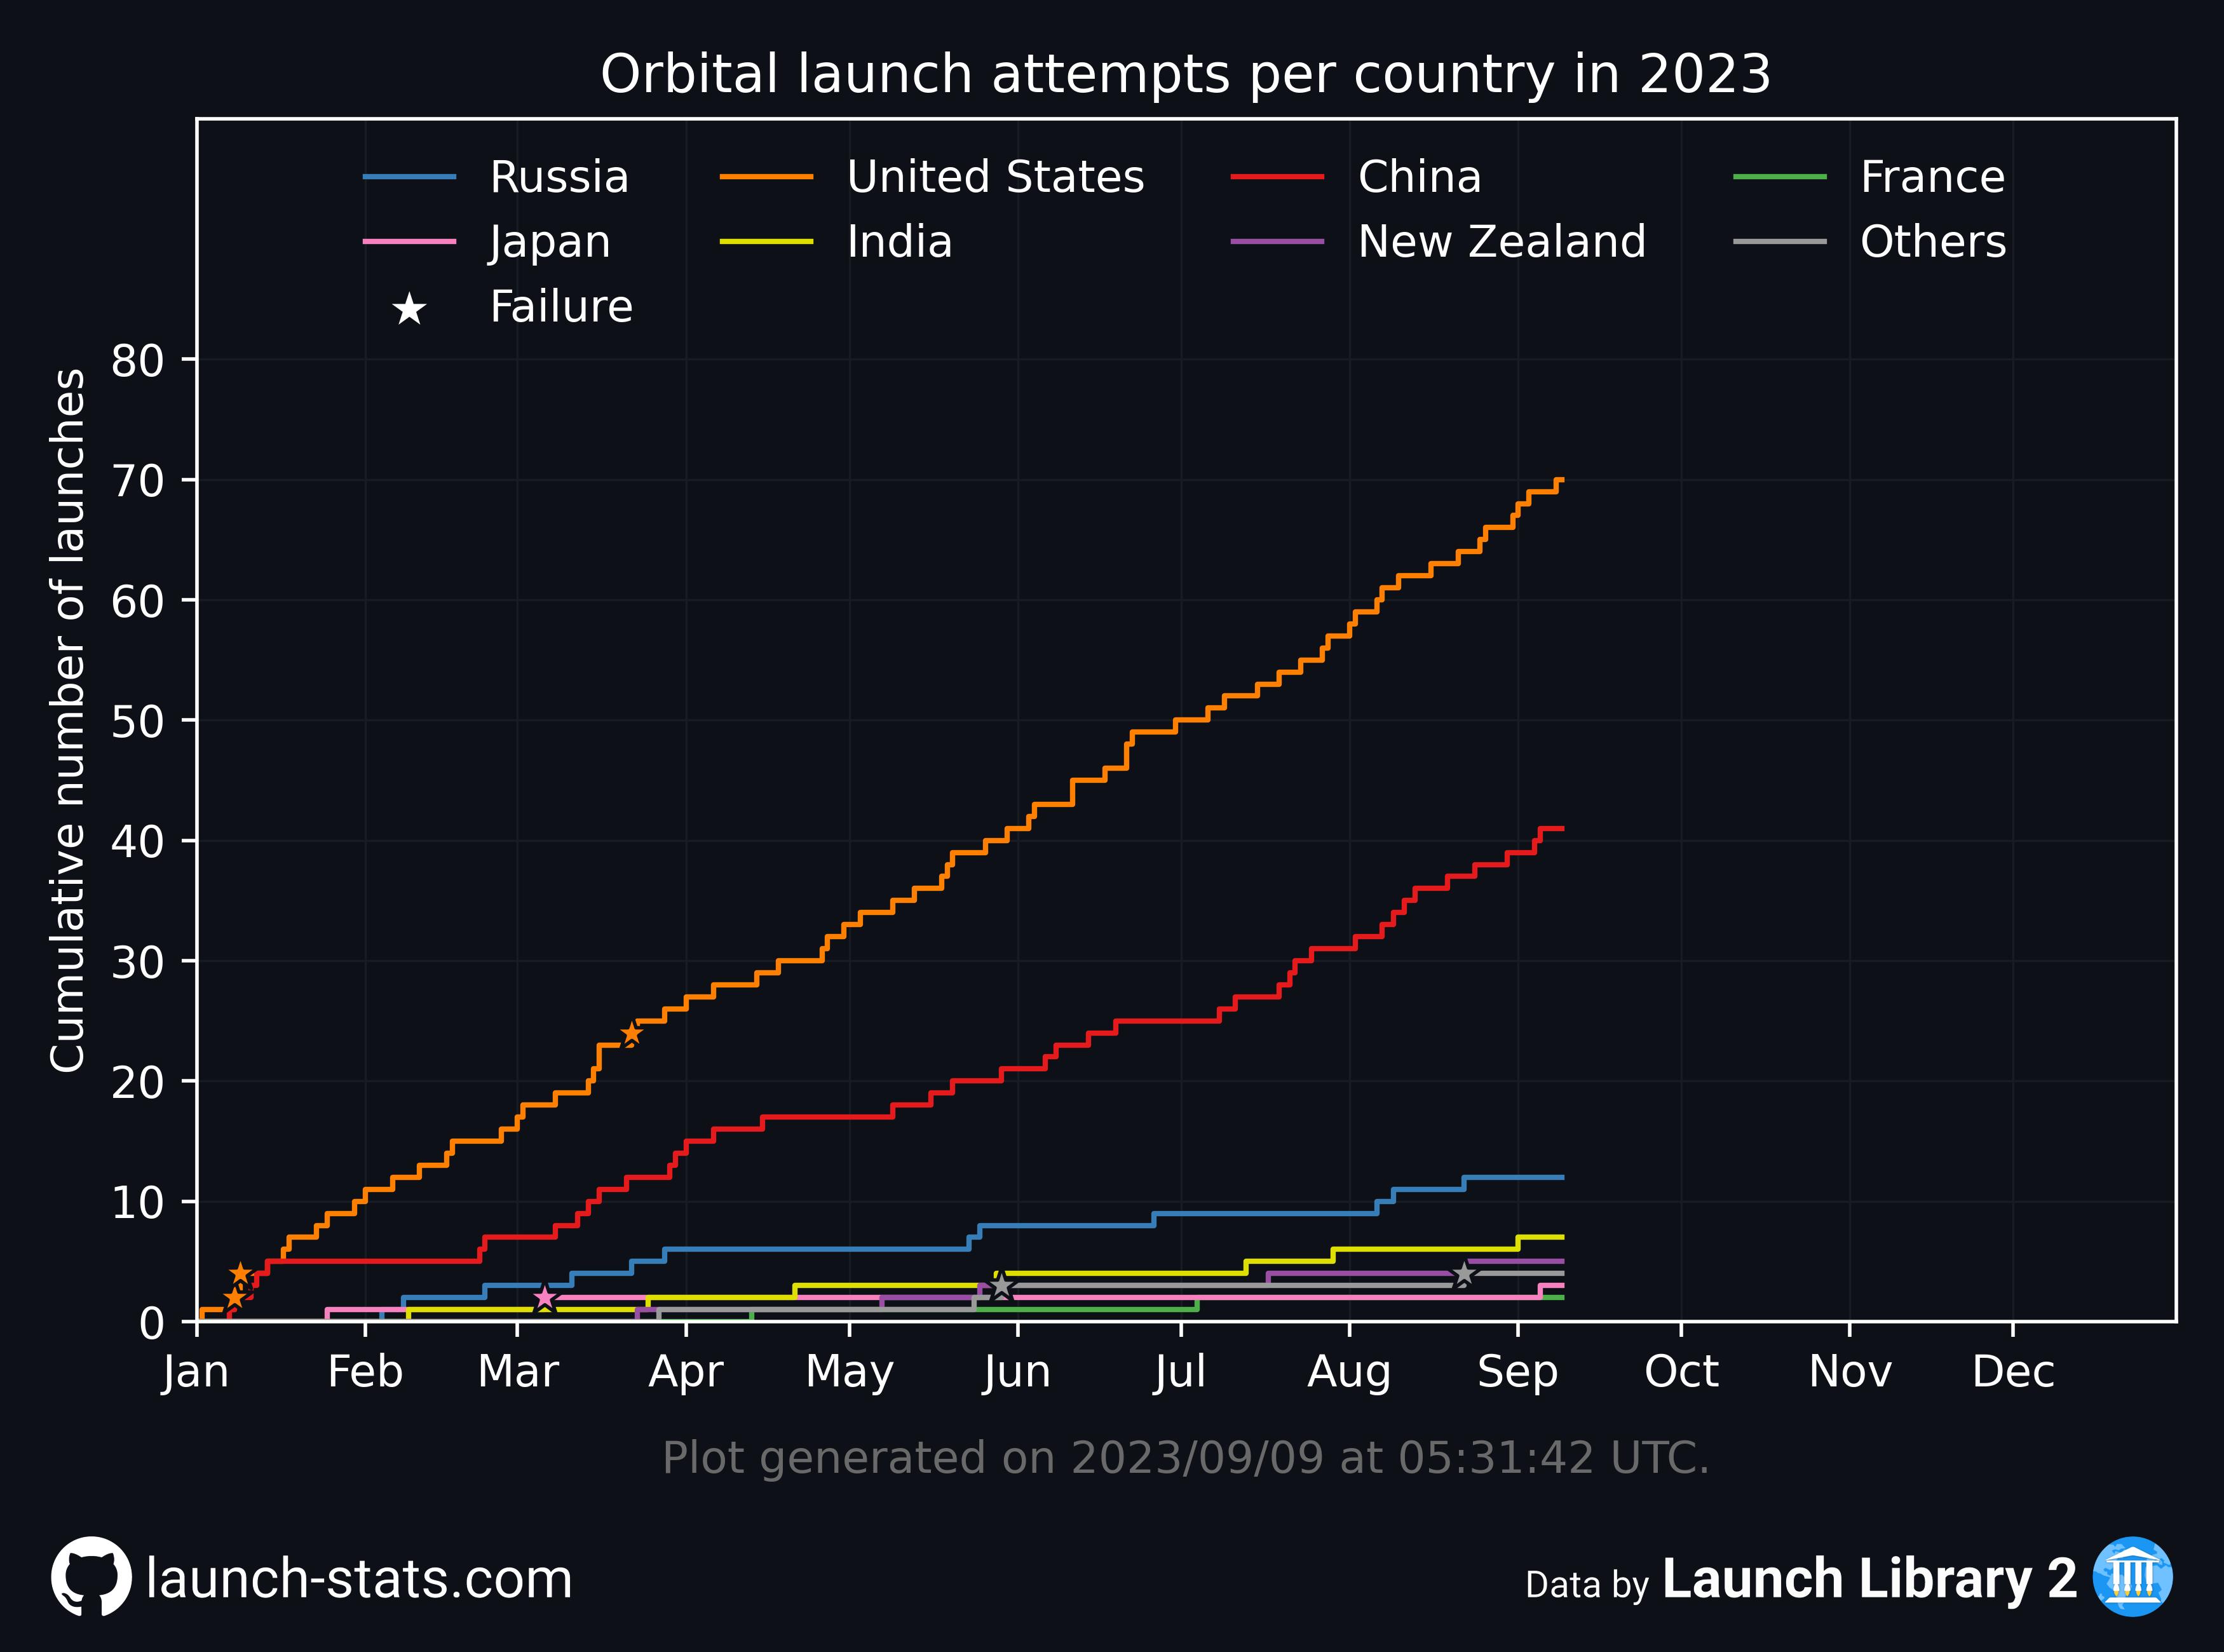 Orbital launch attempts per country in 2023
Russia United States China France
Japan India New Zealand Others
Failure
Cumulative number of launches
80
70
60
50
40
30
20
10
0
Jan Feb Mar Apr May Jun Jul Aug Sep Oct Nov Dec
Plot generated on 2023/09/09 at 05:31:42 UTC.
launch-stats.com
Data by Launch Library 2